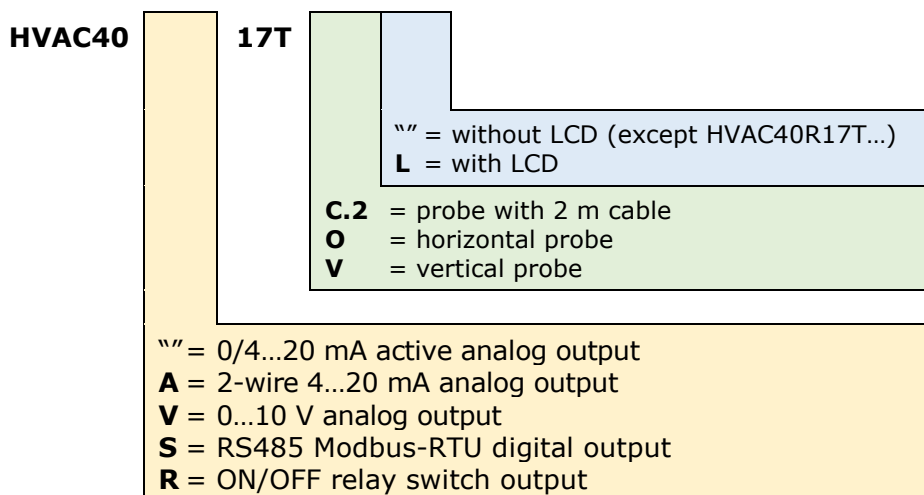 HVAC40 17T
“” = without LCD (except HVAC40R17T…)
L = with LCD
C.2 = probe with 2 m cable
O = horizontal probe
V = vertical probe
“” = 0/4…20 mA active analog output
A = 2-wire 4…20 mA analog output
V = 0…10 V analog output
S = RS485 Modbus-RTU digital output
R = ON/OFF relay switch output